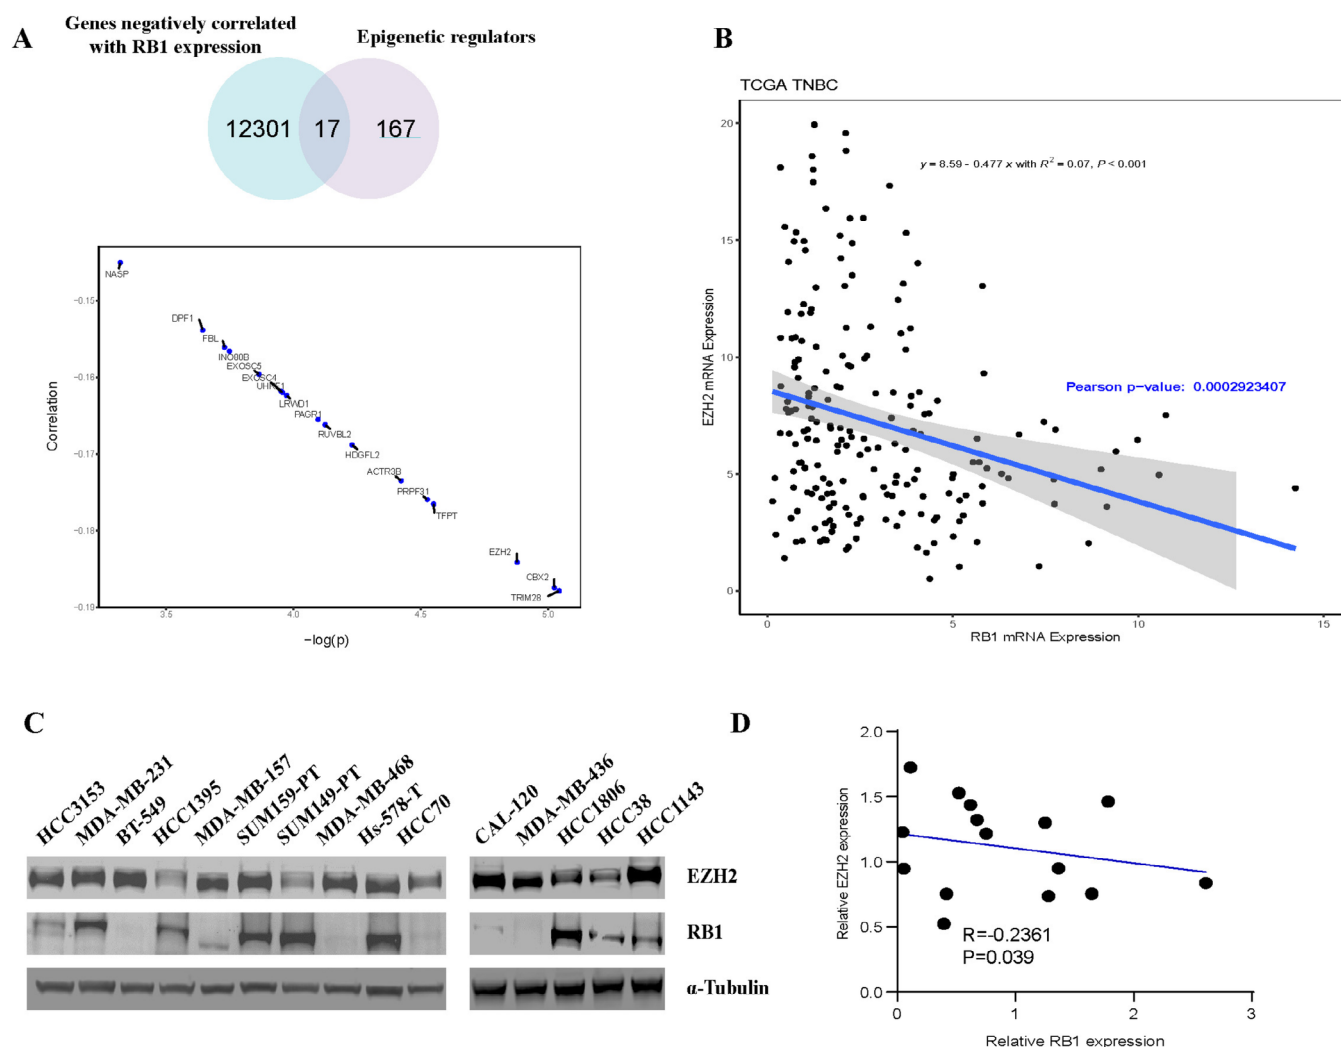 A
Genes negatively correlated
with RB1 expression
Epigenetic regulators
12301
17
167
Correlation
−0.15
−0.16
−0.17
−0.18
−0.19
NASP
DPF1
FBL
INO80B
EXOSC5
EXOSC4
UHRF1
LRWD1
PAGR1
RUVBL2
HDGFL2
ACTR3B
PRPF31
TFPT
EZH2
CBX2
TRIM28
3.5
4.0
4.5
5.0
−log(p)
B
TCGA TNBC
EZH2 mRNA Expression
20
15
10
5
0
y = 8.59 - 0.477 x with R² = 0.07, P < 0.001
Pearson p−value: 0.0002923407
0
5
10
15
RB1 mRNA Expression
C
HCC3153
MDA-MB-231
BT-549
HCC1395
MDA-MB-157
SUM159-PT
SUM149-PT
MDA-MB-468
Hs-578-T
HCC70
CAL-120
MDA-MB-436
HCC1806
HCC38
HCC1143
EZH2
RB1
α-Tubulin
D
Relative EZH2 expression
2.0
1.5
1.0
0.5
0.0
R=-0.2361
P=0.039
0
1
2
3
Relative RB1 expression